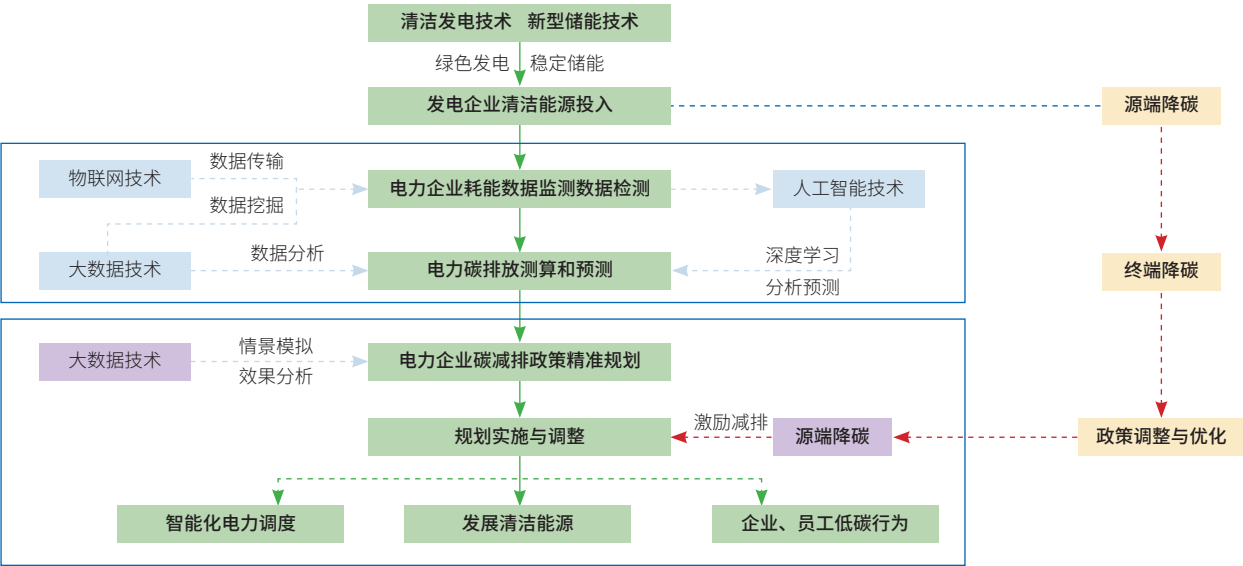 清洁发电技术 新型储能技术
绿色发电 稳定储能
发电企业清洁能源投入
源端降碳
物联网技术
数据传输
数据挖掘
电力企业耗能数据监测数据检测
人工智能技术
大数据技术
数据分析
电力碳排放测算和预测
深度学习
分析预测
终端降碳
大数据技术
情景模拟
效果分析
电力企业碳减排政策精准规划
规划实施与调整
激励减排
源端降碳
政策调整与优化
智能化电力调度
发展清洁能源
企业、员工低碳行为